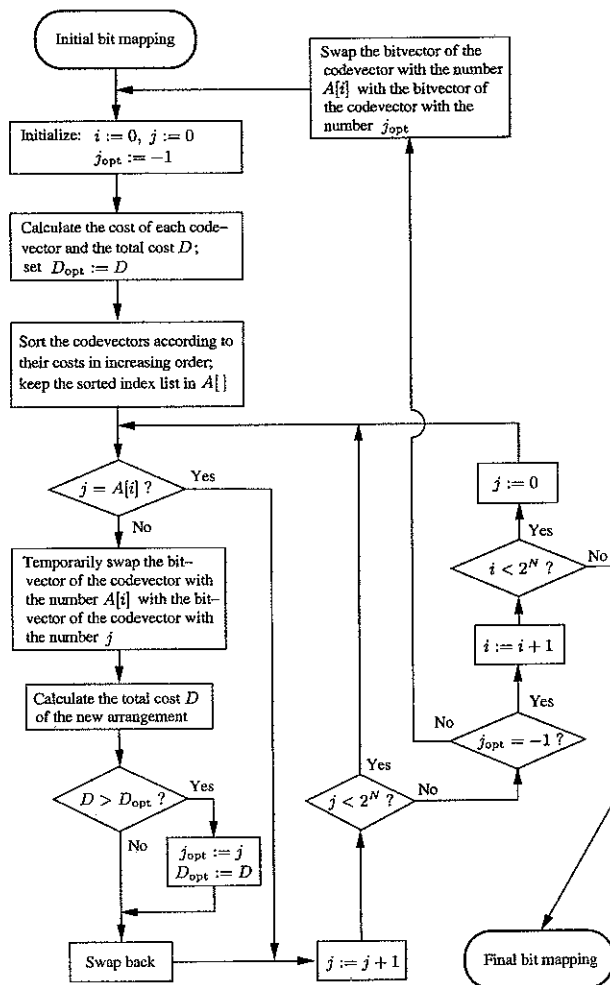 Initial bit mapping
Swap the bitvector of the
codevector with the number
A[i] with the bitvector of
the codevector with the
number j_opt
Initialize: i := 0, j := 0
j_opt := −1
Calculate the cost of each code–
vector and the total cost D;
set D_opt := D
Sort the codevectors according to
their costs in increasing order;
keep the sorted index list in A[ ]
j = A[i] ?
Yes
No
j := 0
Yes
i < 2^N ?
No
Temporarily swap the bit–
vector of the codevector with
the number A[i] with the bit–
vector of the codevector with
the number j
i := i + 1
Yes
Calculate the total cost D
of the new arrangement
No
j_opt = −1 ?
D > D_opt ?
Yes
No
Yes
j < 2^N ?
No
j_opt := j
D_opt := D
Swap back
j := j + 1
Final bit mapping